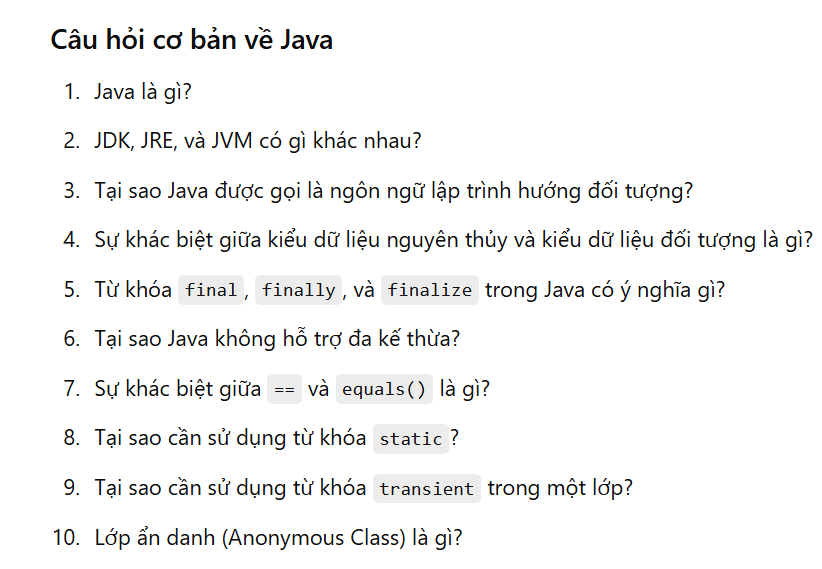 Câu hỏi cơ bản về Java
1. Java là gì?
2. JDK, JRE, và JVM có gì khác nhau?
3. Tại sao Java được gọi là ngôn ngữ lập trình hướng đối tượng?
4. Sự khác biệt giữa kiểu dữ liệu nguyên thủy và kiểu dữ liệu đối tượng là gì?
5. Từ khóa final, finally, và finalize trong Java có ý nghĩa gì?
6. Tại sao Java không hỗ trợ đa kế thừa?
7. Sự khác biệt giữa == và equals() là gì?
8. Tại sao cần sử dụng từ khóa static?
9. Tại sao cần sử dụng từ khóa transient trong một lớp?
10. Lớp ẩn danh (Anonymous Class) là gì?